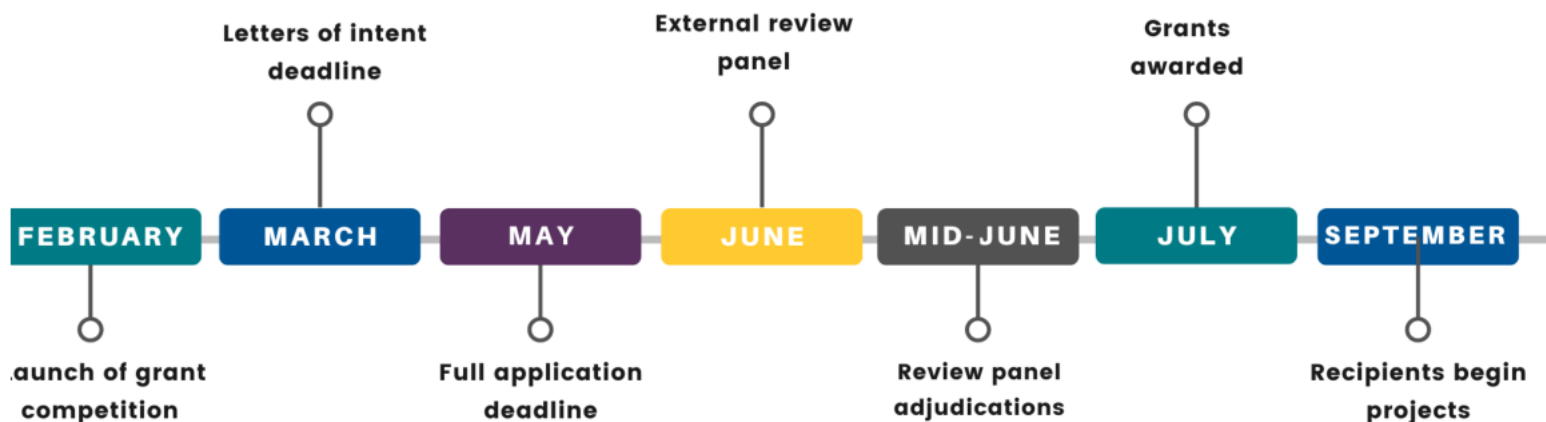 Letters of intent
deadline
External review
panel
Grants
awarded
FEBRUARY
MARCH
MAY
JUNE
MID-JUNE
JULY
SEPTEMBER
aunch of grant
competition
Full application
deadline
Review panel
adjudications
Recipients begin
projects